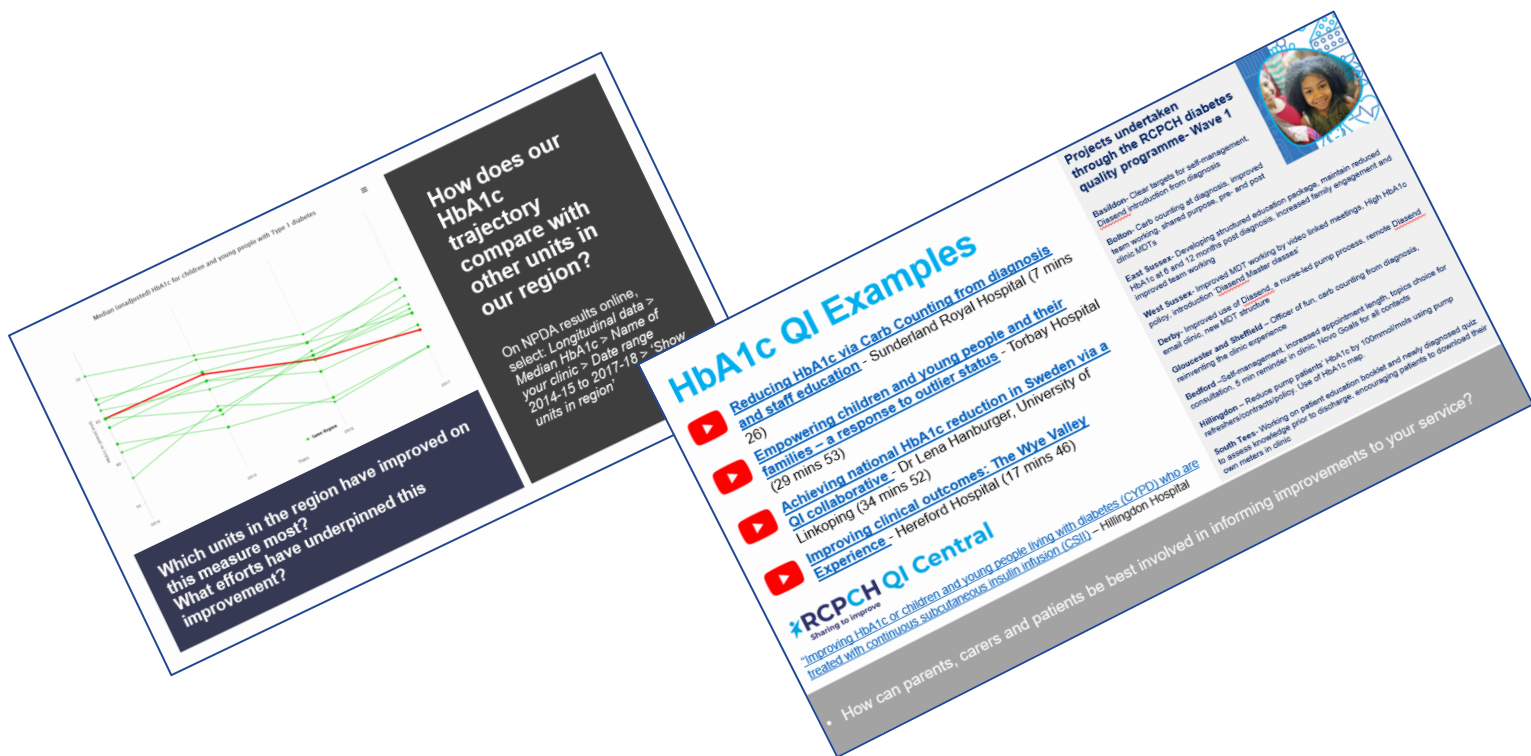 Median (unadjusted) HbA1c for children and young people with Type 1 diabetes
Same Region
2014
2015
Years
2016
2017
How does our
HbA1c
trajectory
compare with
other units in
our region?
On NPDA results online,
select: Longitudinal data >
Median HbA1c > Name of
your clinic > Date range
2014-15 to 2017-18 > 'Show
units in region'
Which units in the region have improved on
this measure most?
What efforts have underpinned this
improvement?
HbA1c QI Examples
Reducing HbA1c via Carb Counting from diagnosis
and staff education - Sunderland Royal Hospital (7 mins
26)
Empowering children and young people and their
families – a response to outlier status - Torbay Hospital
(29 mins 53)
Achieving national HbA1c reduction in Sweden via a
QI collaborative - Dr Lena Hanburger, University of
Linkoping (34 mins 52)
Improving clinical outcomes: The Wye Valley
Experience - Hereford Hospital (17 mins 46)
RCPCH QI Central
Sharing to improve
"Improving HbA1c or children and young people living with diabetes (CYPD) who are
treated with continuous subcutaneous insulin infusion (CSII) – Hillingdon Hospital
Projects undertaken
through the RCPCH diabetes
quality programme- Wave 1
Basildon- Clear targets for self-management,
Diasend introduction from diagnosis
Bolton- Carb counting at diagnosis, improved
team working, shared purpose, pre- and post
clinic MDTs
East Sussex- Developing structured education package, maintain reduced
HbA1c at 6 and 12 months post diagnosis, increased family engagement and
improved team working
West Sussex- Improved MDT working by video linked meetings. High HbA1c
policy, introduction 'Diasend Master classes'
Derby- Improved use of Diasend, a nurse-led pump process, remote Diasend
email clinic, new MDT structure
Gloucester and Sheffield – Officer of fun, carb counting from diagnosis,
reinventing the clinic experience
Bedford –Self-management, increased appointment length, topics choice for
consultation, 5 min reminder in clinic. Novo Goals for all contacts
Hillingdon – Reduce pump patients' HbA1c by 100mmol/mols using pump
refreshers/contracts/policy. Use of HbA1c map.
South Tees- Working on patient education booklet and newly diagnosed quiz
to assess knowledge prior to discharge, encouraging patients to download their
own meters in clinic
• How can parents, carers and patients be best involved in informing improvements to your service?